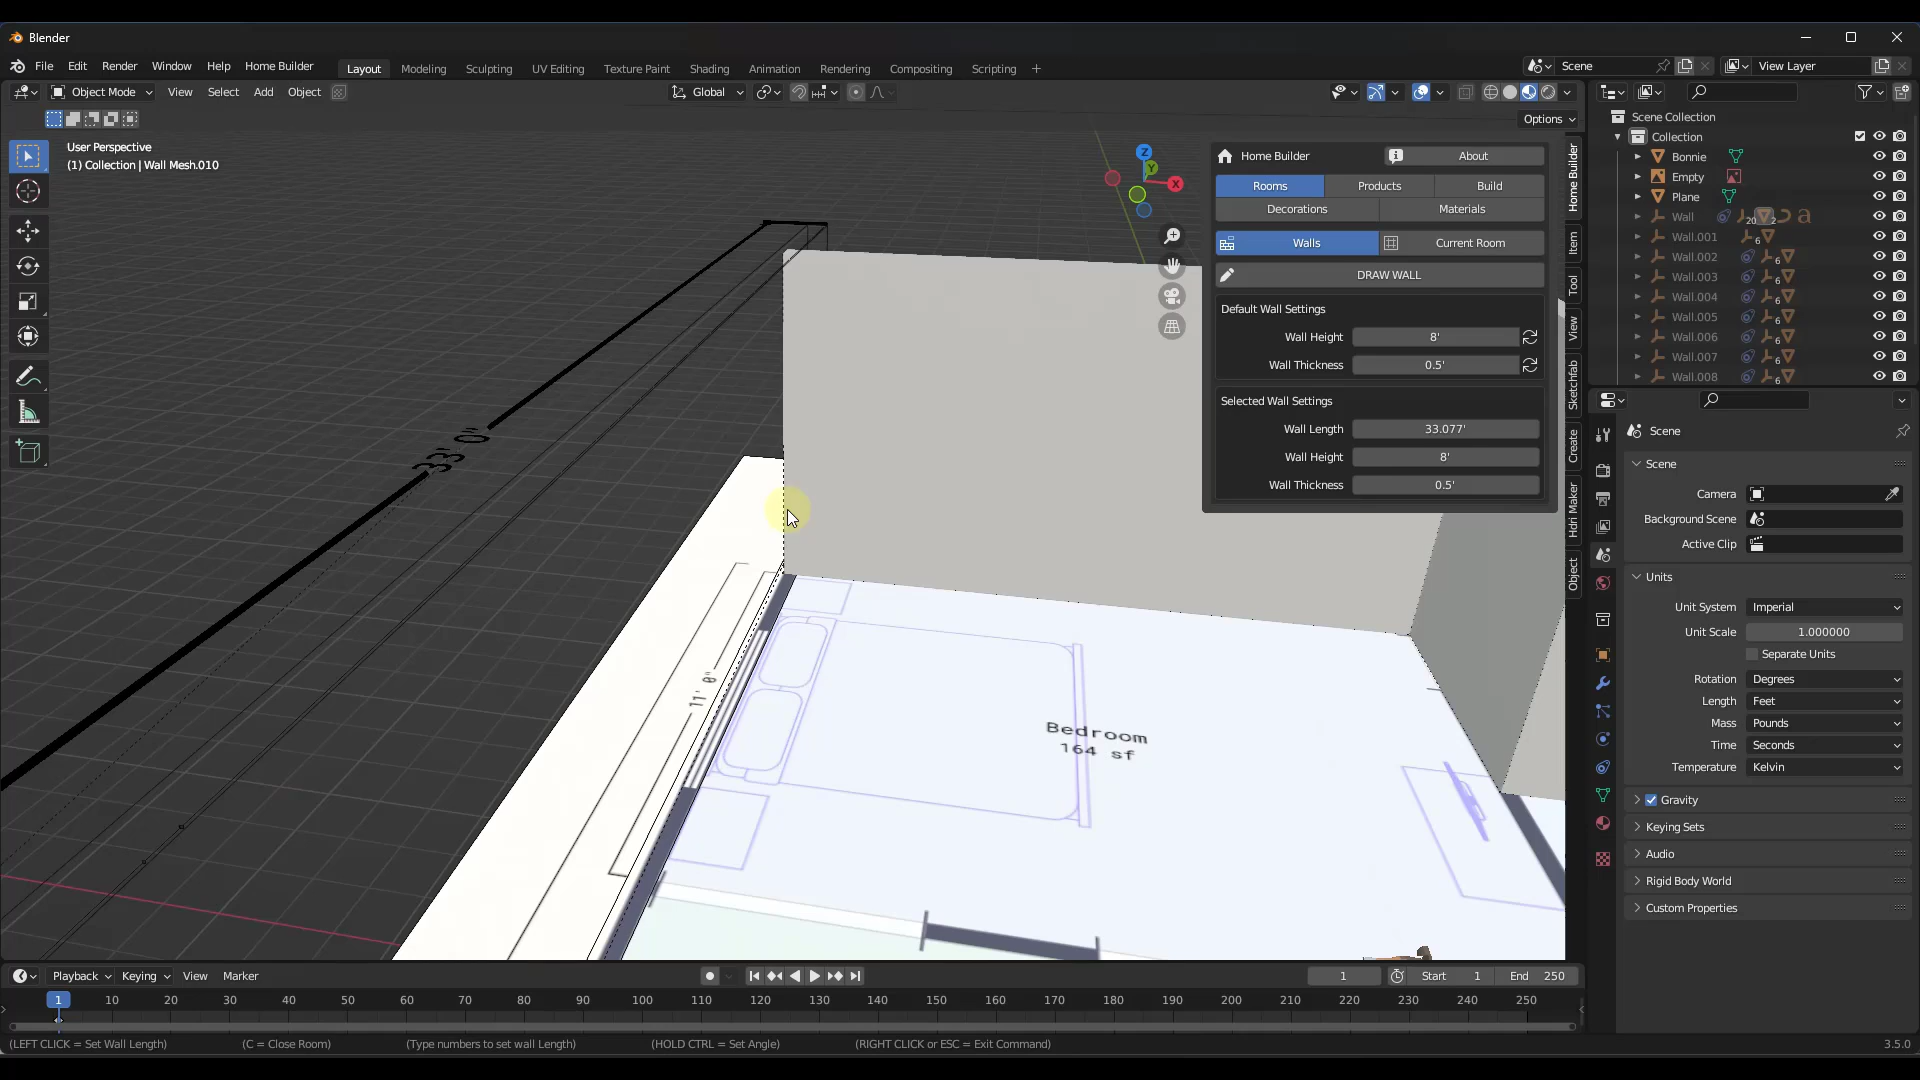 Blender
File Edit Render Window Help Home Builder
Layout Modeling Sculpting UV Editing Texture Paint Shading Animation Rendering Compositing Scripting +
Scene
View Layer
Object Mode View Select Add Object
Global
Options
User Perspective
(1) Collection | Wall Mesh.010
Z
Y
X
Home Builder
About
Rooms Products Build
Decorations Materials
Walls Current Room
DRAW WALL
Default Wall Settings
Wall Height 8'
Wall Thickness 0.5'
Selected Wall Settings
Wall Length 33.077'
Wall Height 8'
Wall Thickness 0.5'
Home Builder
Item
Tool
View
Sketchfab
Create
Hdri Maker
Object
Scene Collection
Collection
Bonnie
Empty
Plane
Wall 20 2 a
Wall.001 6
Wall.002 6
Wall.003 6
Wall.004 6
Wall.005 6
Wall.006 6
Wall.007 6
Wall.008 6
Scene
Scene
Camera
Background Scene
Active Clip
Units
Unit System Imperial
Unit Scale 1.000000
Separate Units
Rotation Degrees
Length Feet
Mass Pounds
Time Seconds
Temperature Kelvin
Gravity
Keying Sets
Audio
Rigid Body World
Custom Properties
11' 0"
Bedroom
164 sf
Playback Keying View Marker
1 Start 1 End 250
1 10 20 30 40 50 60 70 80 90 100 110 120 130 140 150 160 170 180 190 200 210 220 230 240 250
(LEFT CLICK = Set Wall Length) (C = Close Room) (Type numbers to set wall Length) (HOLD CTRL = Set Angle) (RIGHT CLICK or ESC = Exit Command)
3.5.0